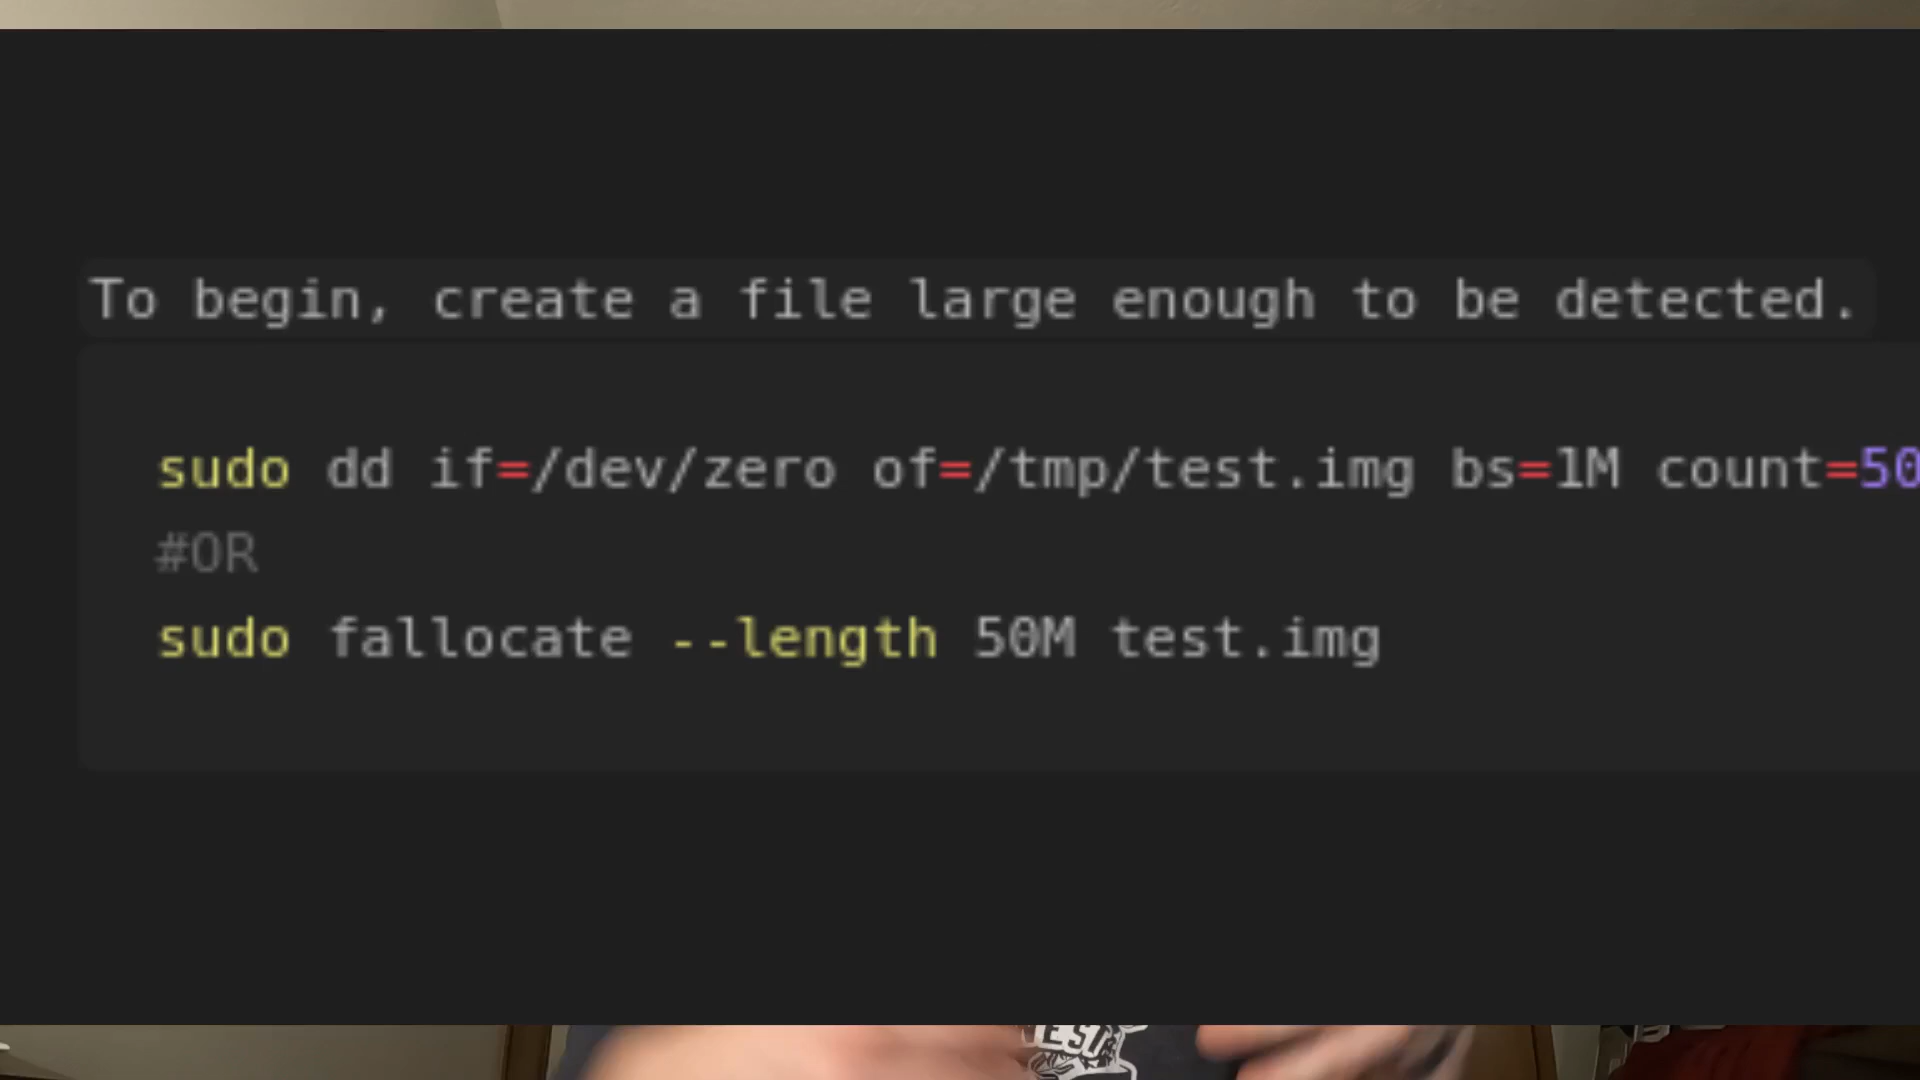 To begin, create a file large enough to be detected.
sudo dd if=/dev/zero of=/tmp/test.img bs=1M count=50
#OR
sudo fallocate --length 50M test.img